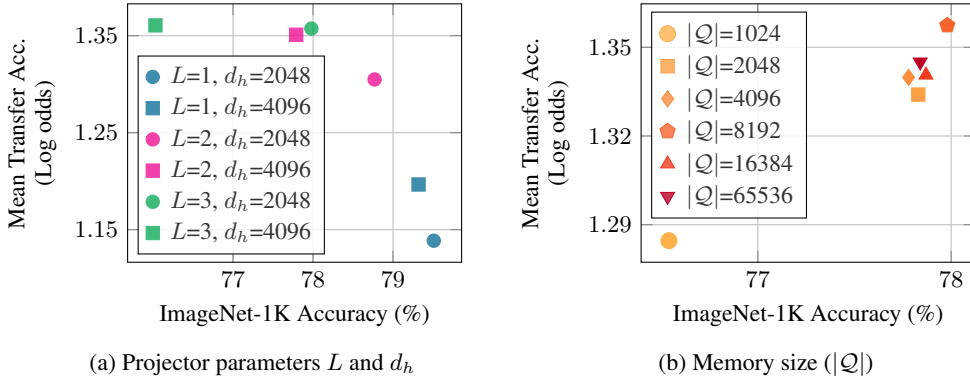 1.35
1.25
1.15
77
78
79
Mean Transfer Acc.
(Log odds)
ImageNet-1K Accuracy (%)
L=1, d_h=2048
L=1, d_h=4096
L=2, d_h=2048
L=2, d_h=4096
L=3, d_h=2048
L=3, d_h=4096
(a) Projector parameters L and d_h
1.35
1.32
1.29
77
78
Mean Transfer Acc.
(Log odds)
ImageNet-1K Accuracy (%)
|𝒬|=1024
|𝒬|=2048
|𝒬|=4096
|𝒬|=8192
|𝒬|=16384
|𝒬|=65536
(b) Memory size (|𝒬|)